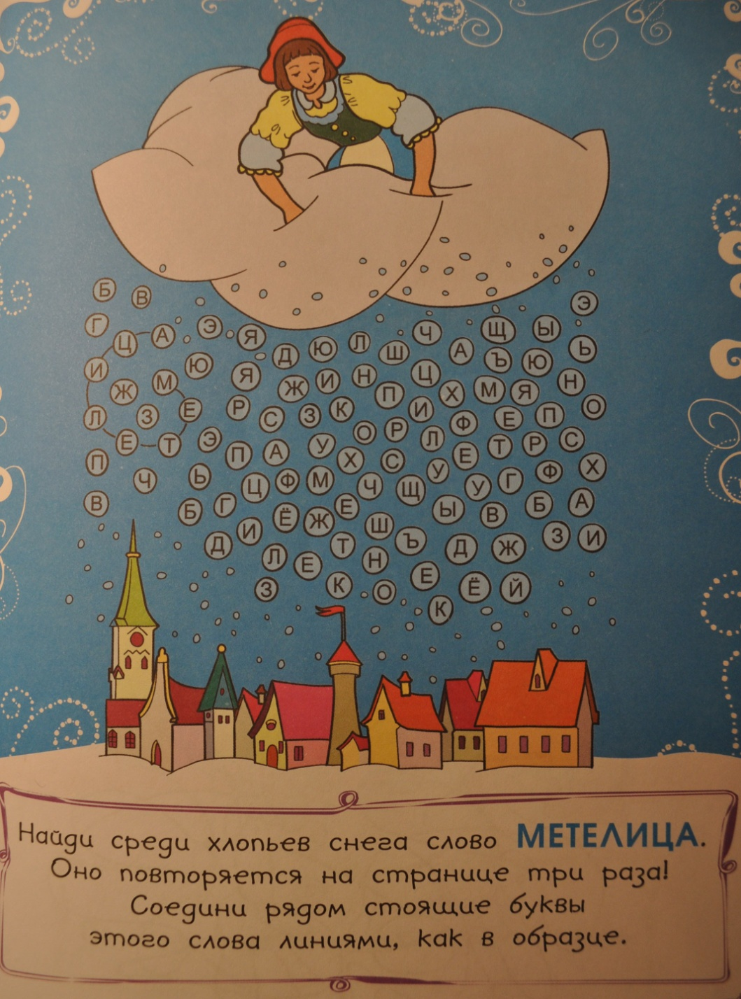 Б В Э
Г Ц А Э Я Ч Щ Ы
И Ю Д Ю Л Ш А Ъ Ю Ь
Ж М Я Ж И Н П Ц Х М Я Н
Л З Е Р С З К О Р И Ф Е П О
Е Т Э П А У Х С Л Е Т Р С
П Ч Ь Ц Ф М Ч Щ У У Г Ф Х
В Б Г Ё Ж Е Ш Ы В Б А
Д И Л Е Т Н Ъ Д Ж З И
З К О Е Ё Й
К
Найди среди хлопьев снега слово МЕТЕЛИЦА.
Оно повторяется на странице три раза!
Соедини рядом стоящие буквы
этого слова линиями, как в образце.